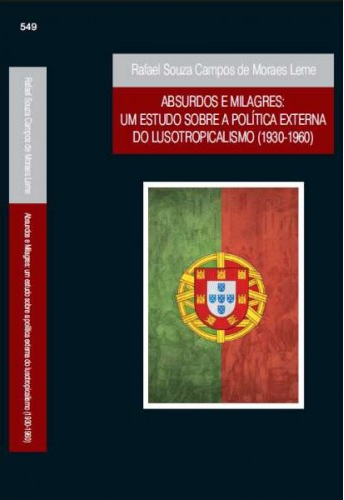 549
Rafael Souza Campos de Moraes Leme
ABSURDOS E MILAGRES:
UM ESTUDO SOBRE A POLÍTICA EXTERNA
DO LUSOTROPICALISMO (1930-1960)
Rafael Souza Campos de Moraes Leme
Absurdos e Milagres: um estudo sobre a política externa do lusotropicalismo (1930-1960)